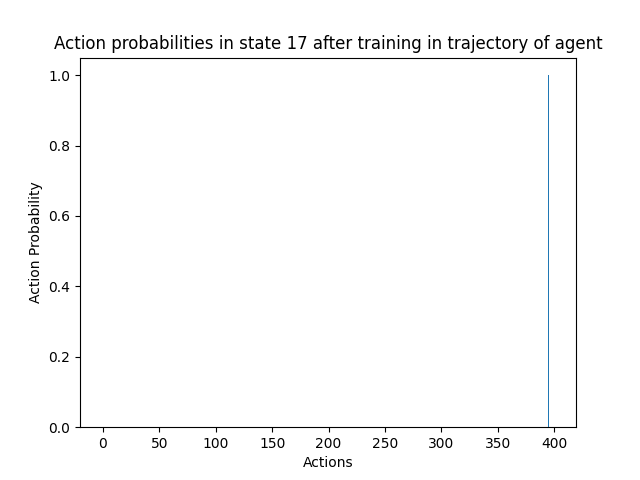 Action probabilities in state 17 after training in trajectory of agent
1.0
0.8
0.6
0.4
0.2
0.0
Action Probability
0 50 100 150 200 250 300 350 400
Actions